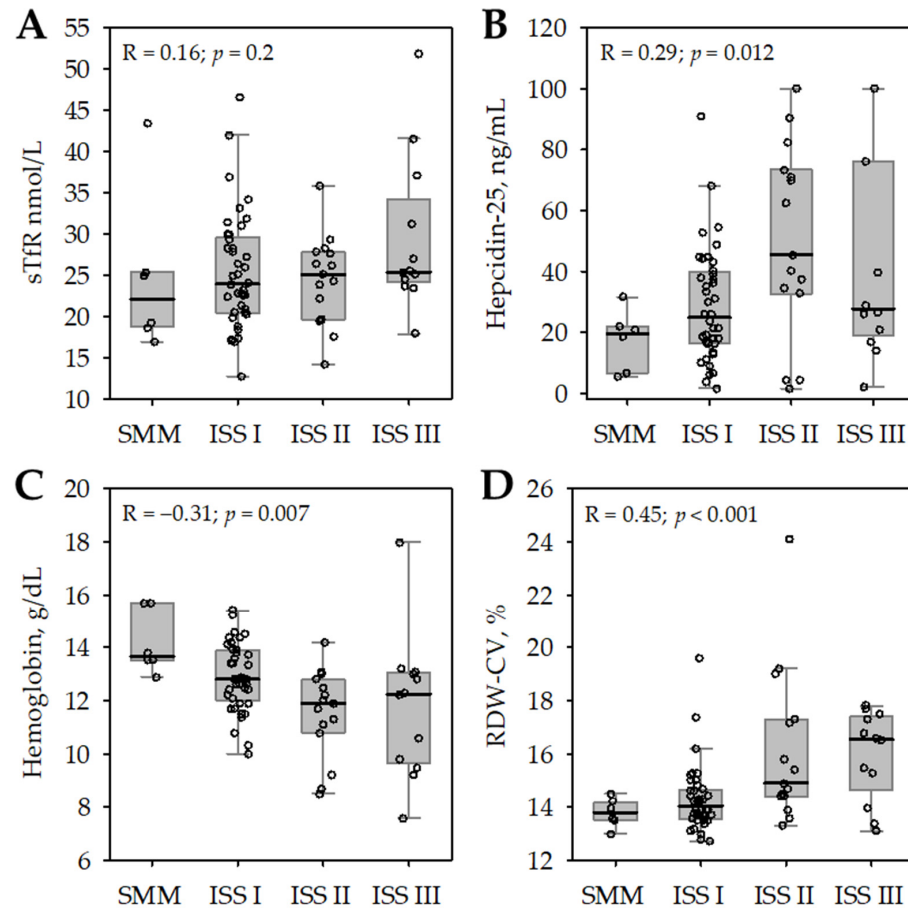 A
R = 0.16; p = 0.2
sTfR nmol/L
55
50
45
40
35
30
25
20
15
10
SMM ISS I ISS II ISS III
B
R = 0.29; p = 0.012
Hepcidin-25, ng/mL
120
100
80
60
40
20
0
SMM ISS I ISS II ISS III
C
R = −0.31; p = 0.007
Hemoglobin, g/dL
20
18
16
14
12
10
8
6
SMM ISS I ISS II ISS III
D
R = 0.45; p < 0.001
RDW-CV, %
26
24
22
20
18
16
14
12
SMM ISS I ISS II ISS III